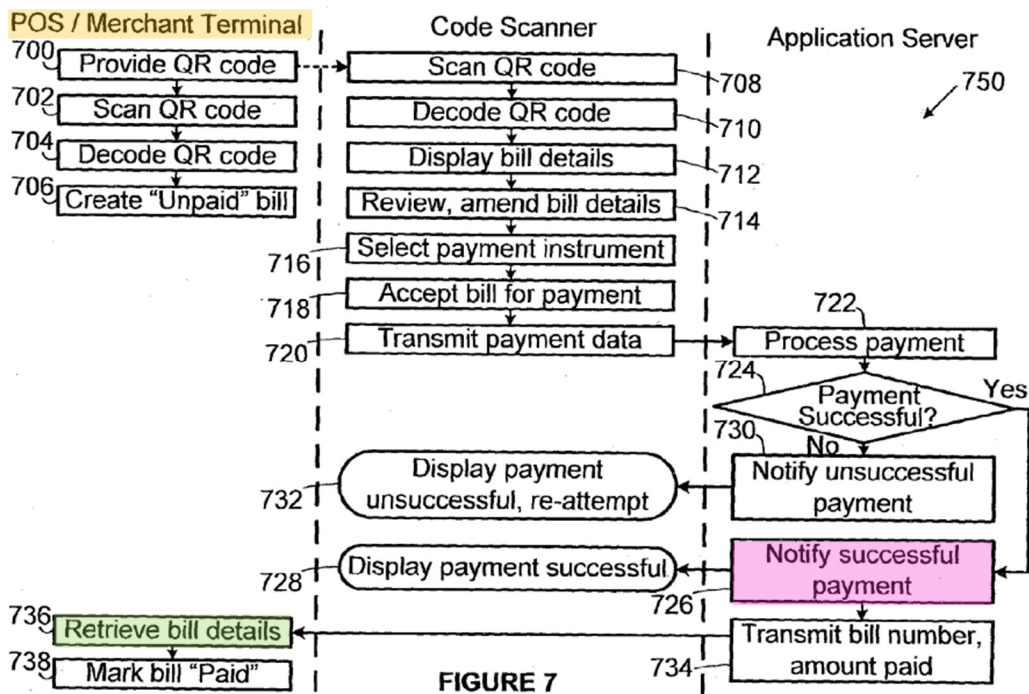 POS / Merchant Terminal
700
Provide QR code
702
Scan QR code
704
Decode QR code
706
Create “Unpaid” bill
Code Scanner
Scan QR code
708
Decode QR code
710
Display bill details
712
Review, amend bill details
714
Select payment instrument
716
Accept bill for payment
718
Transmit payment data
720
Application Server
750
722
Process payment
724
Payment
Successful?
Yes
No
730
Notify unsuccessful
payment
Display payment
unsuccessful, re-attempt
732
Notify successful
payment
726
Display payment successful
728
Transmit bill number,
amount paid
734
736
Retrieve bill details
738
Mark bill “Paid”
FIGURE 7